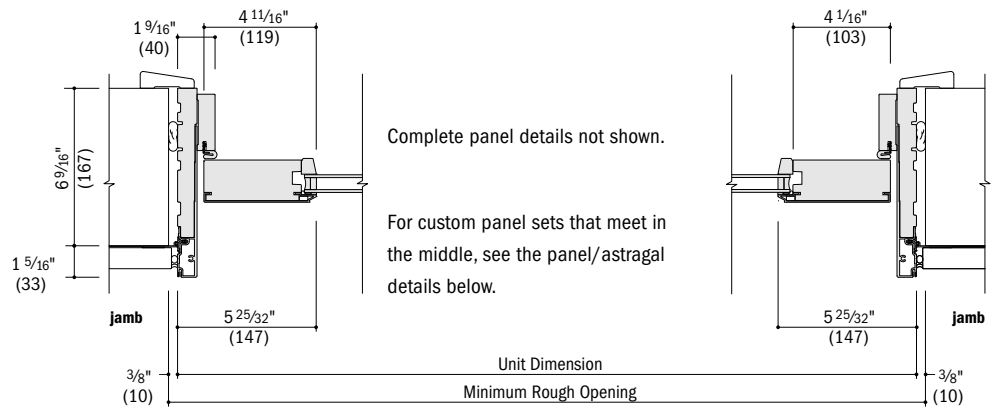 4 11/16"
(119)
1 9/16"
(40)
4 1/16"
(103)
Complete panel details not shown.
6 9/16"
(167)
For custom panel sets that meet in
the middle, see the panel/astragal
details below.
1 5/16"
(33)
jamb
5 25/32"
(147)
5 25/32"
(147)
jamb
Unit Dimension
3/8"
(10)
Minimum Rough Opening
3/8"
(10)